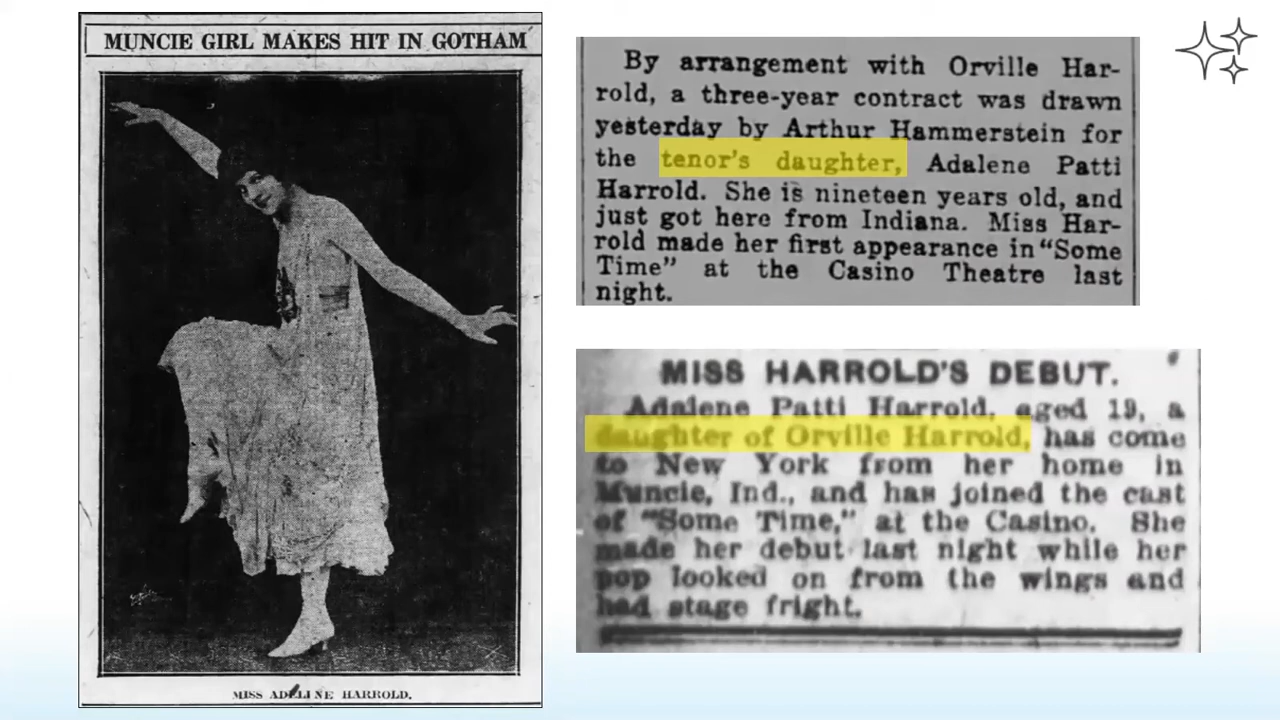 MUNCIE GIRL MAKES HIT IN GOTHAM
MISS ADELINE HARROLD.
By arrangement with Orville Har-
rold, a three-year contract was drawn
yesterday by Arthur Hammerstein for
the tenor's daughter, Adalene Patti
Harrold. She is nineteen years old, and
just got here from Indiana. Miss Har-
rold made her first appearance in "Some
Time" at the Casino Theatre last
night.
MISS HARROLD'S DEBUT.
Adalene Patti Harrold, aged 19, a
daughter of Orville Harrold, has come
to New York from her home in
Muncie, Ind., and has joined the cast
of "Some Time," at the Casino. She
made her debut last night while her
pop looked on from the wings and
had stage fright.